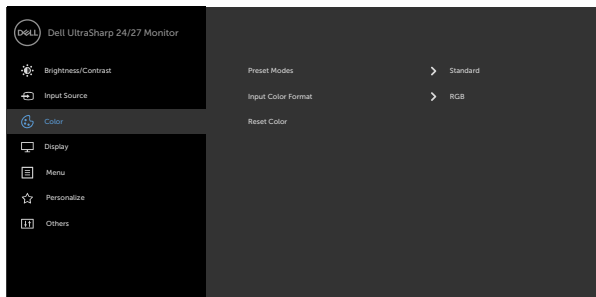 DELL Dell UltraSharp 24/27 Monitor
Brightness/Contrast
Preset Modes Standard
Input Source
Input Color Format RGB
Color
Reset Color
Display
Menu
Personalize
Others